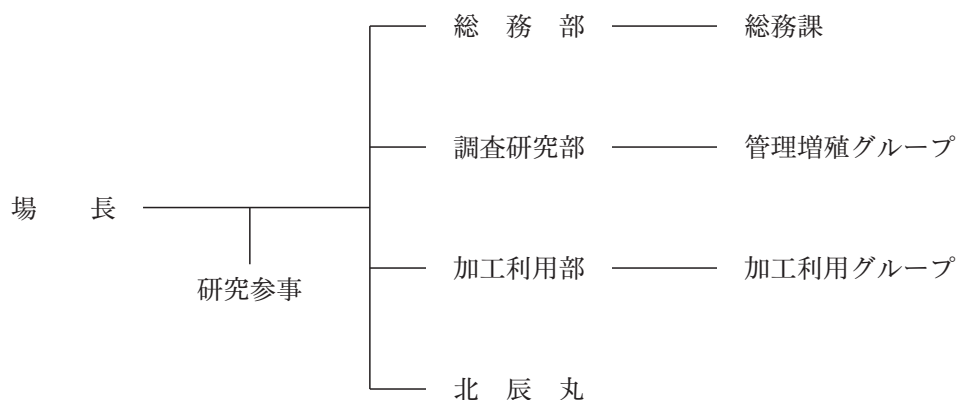 総務部 総務課
調査研究部 管理増殖グループ
場長
加工利用部 加工利用グループ
研究参事
北辰丸